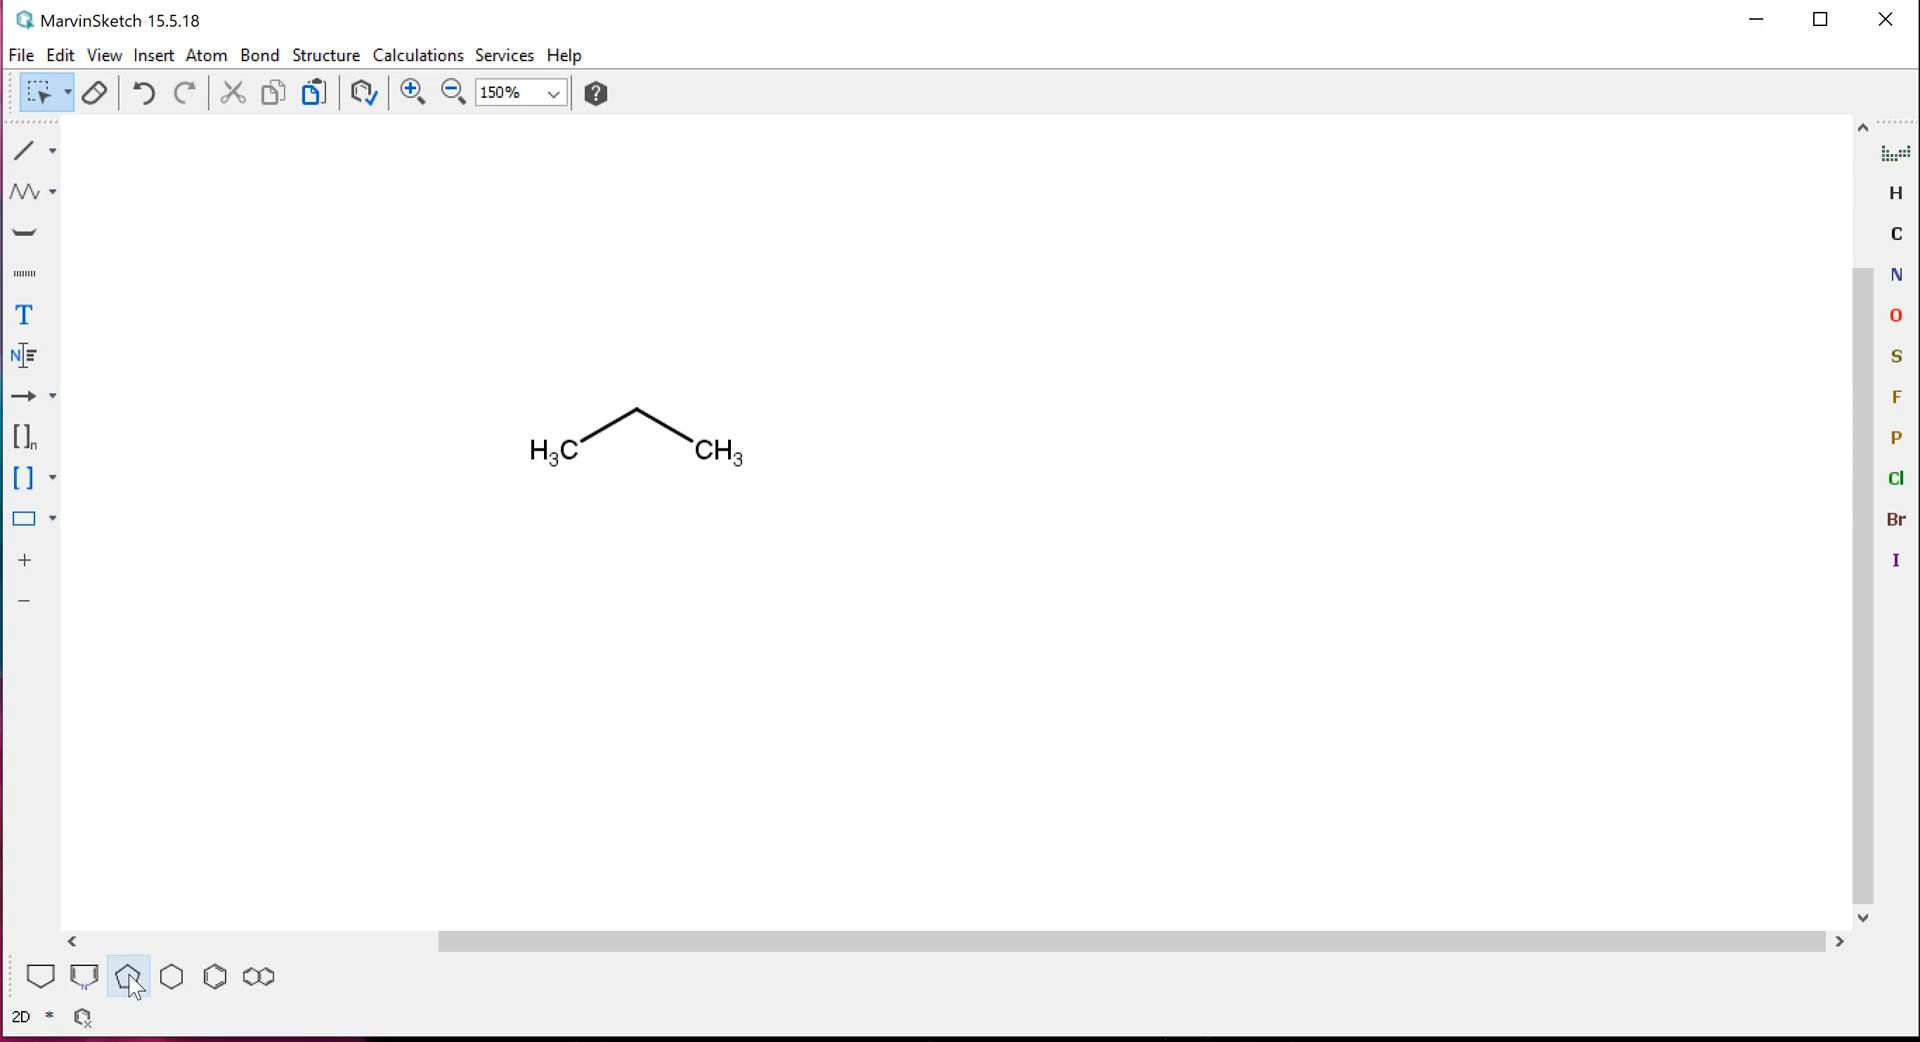 MarvinSketch 15.5.18
File Edit View Insert Atom Bond Structure Calculations Services Help
150%
H
C
N
O
S
F
P
Cl
Br
I
T
N
[ ]n
[ ]
H₃C CH₃
N
2D *